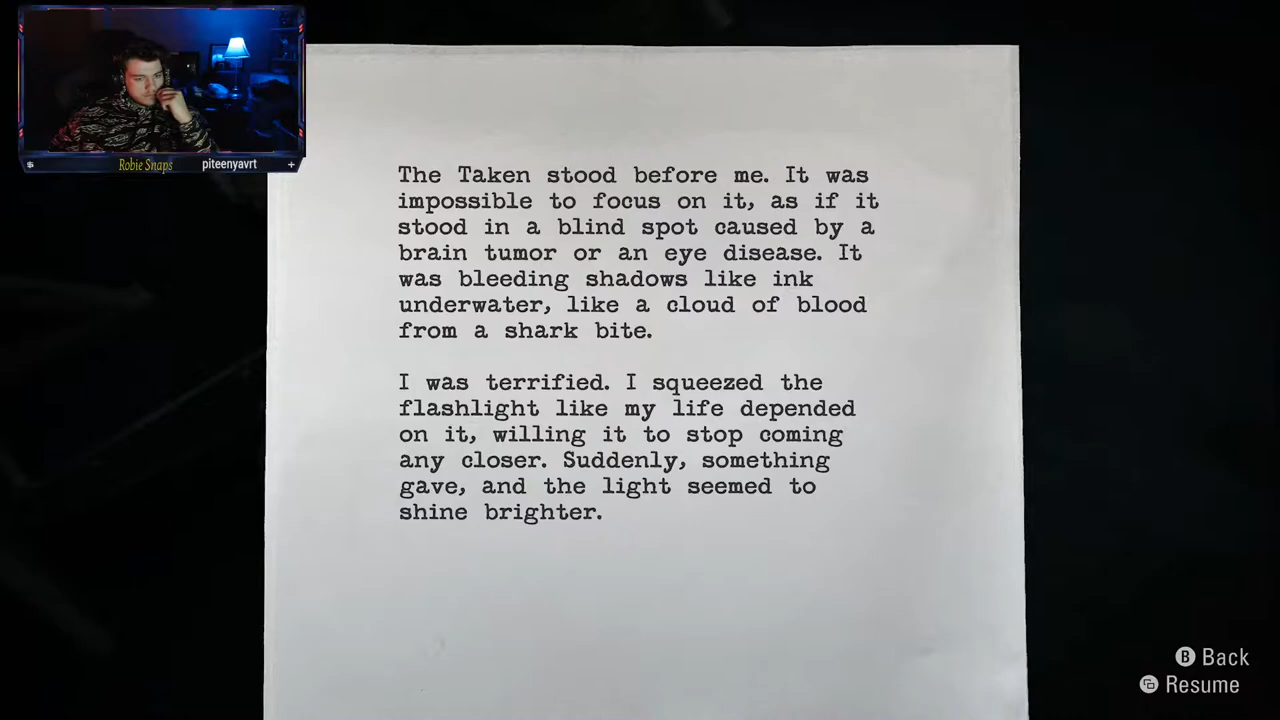 Robie Snaps piteenyavrt
The Taken stood before me. It was
impossible to focus on it, as if it
stood in a blind spot caused by a
brain tumor or an eye disease. It
was bleeding shadows like ink
underwater, like a cloud of blood
from a shark bite.
I was terrified. I squeezed the
flashlight like my life depended
on it, willing it to stop coming
any closer. Suddenly, something
gave, and the light seemed to
shine brighter.
B Back
Resume